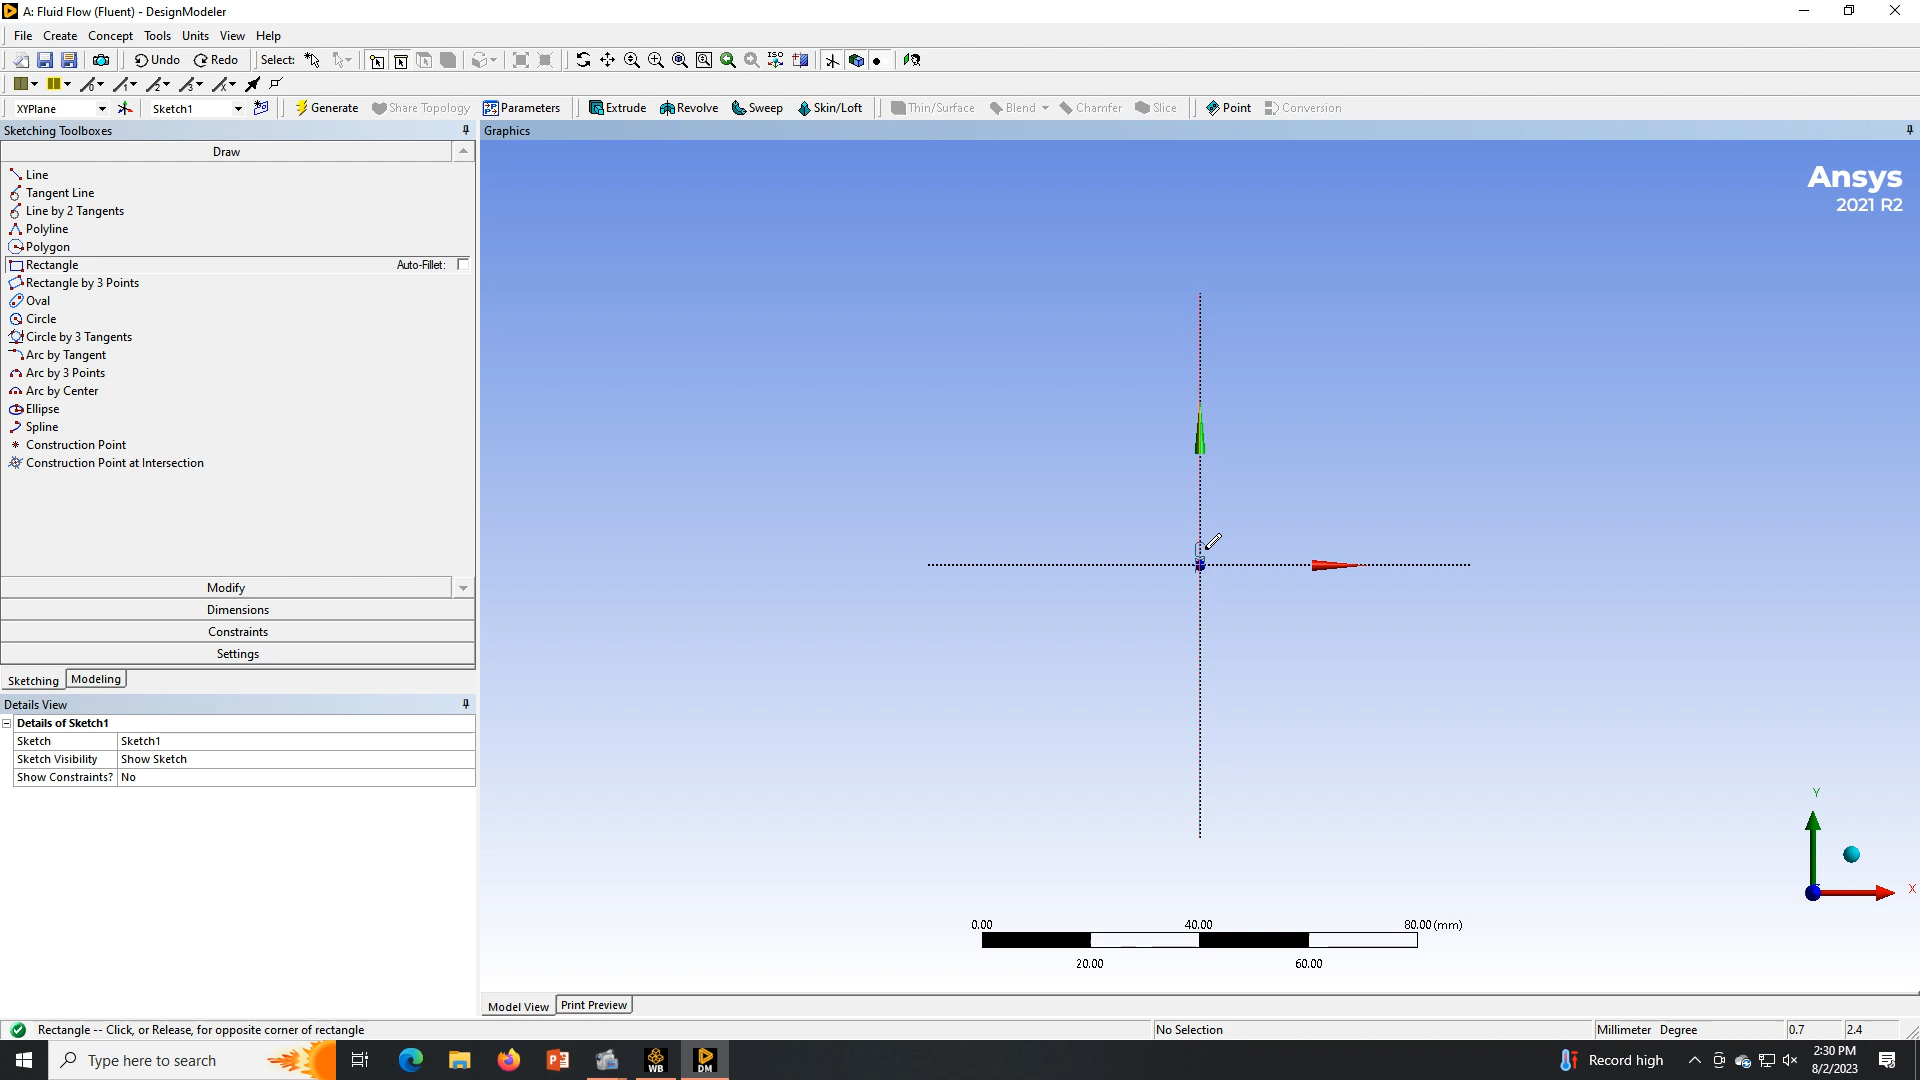 A: Fluid Flow (Fluent) - DesignModeler
File Create Concept Tools Units View Help
Undo Redo Select: ISO
XYPlane Sketch1 Generate Share Topology Parameters Extrude Revolve Sweep Skin/Loft Thin/Surface Blend Chamfer Slice Point Conversion
Sketching Toolboxes
Graphics
Draw
Line
Tangent Line
Line by 2 Tangents
Polyline
Polygon
Rectangle Auto-Fillet:
Rectangle by 3 Points
Oval
Circle
Circle by 3 Tangents
Arc by Tangent
Arc by 3 Points
Arc by Center
Ellipse
Spline
Construction Point
Construction Point at Intersection
Modify
Dimensions
Constraints
Settings
Sketching Modeling
Details View
Details of Sketch1
Sketch Sketch1
Sketch Visibility Show Sketch
Show Constraints? No
Ansys
2021 R2
Y
X
0.00 40.00 80.00 (mm)
20.00 60.00
Model View Print Preview
Rectangle -- Click, or Release, for opposite corner of rectangle
No Selection
Millimeter Degree 0.7 2.4
Type here to search
WB
DM
Record high
2:30 PM
8/2/2023